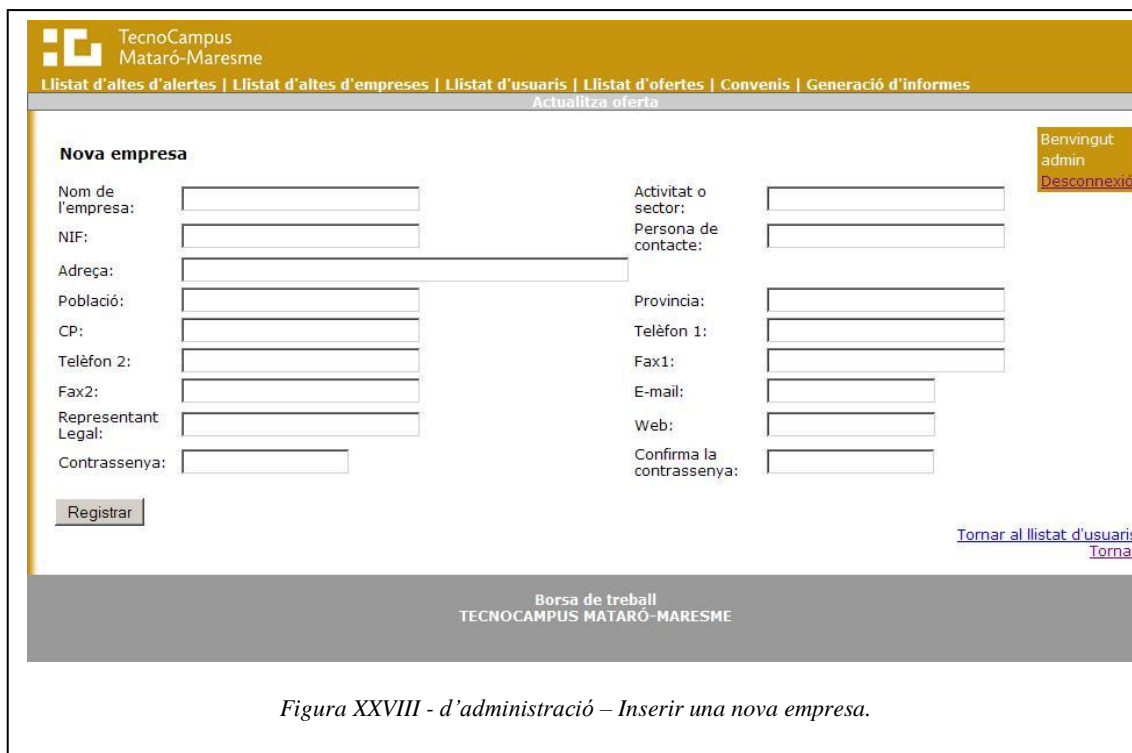 TecnoCampus
Mataró-Maresme
Llistat d'altes d'alertes | Llistat d'altes d'empreses | Llistat d'usuaris | Llistat d'ofertes | Convenis | Generació d'informes
Actualitza oferta
Benvingut
admin
Desconnexió
Nova empresa
Nom de
l'empresa:
Activitat o
sector:
NIF:
Persona de
contacte:
Adreça:
Població:
Provincia:
CP:
Telèfon 1:
Telèfon 2:
Fax1:
Fax2:
E-mail:
Representant
Legal:
Web:
Contrassenya:
Confirma la
contrassenya:
Registrar
Tornar al llistat d'usuaris
Torna
Borsa de treball
TECNOCAMPUS MATARÓ-MARESME
Figura XXVIII - d'administració – Inserir una nova empresa.